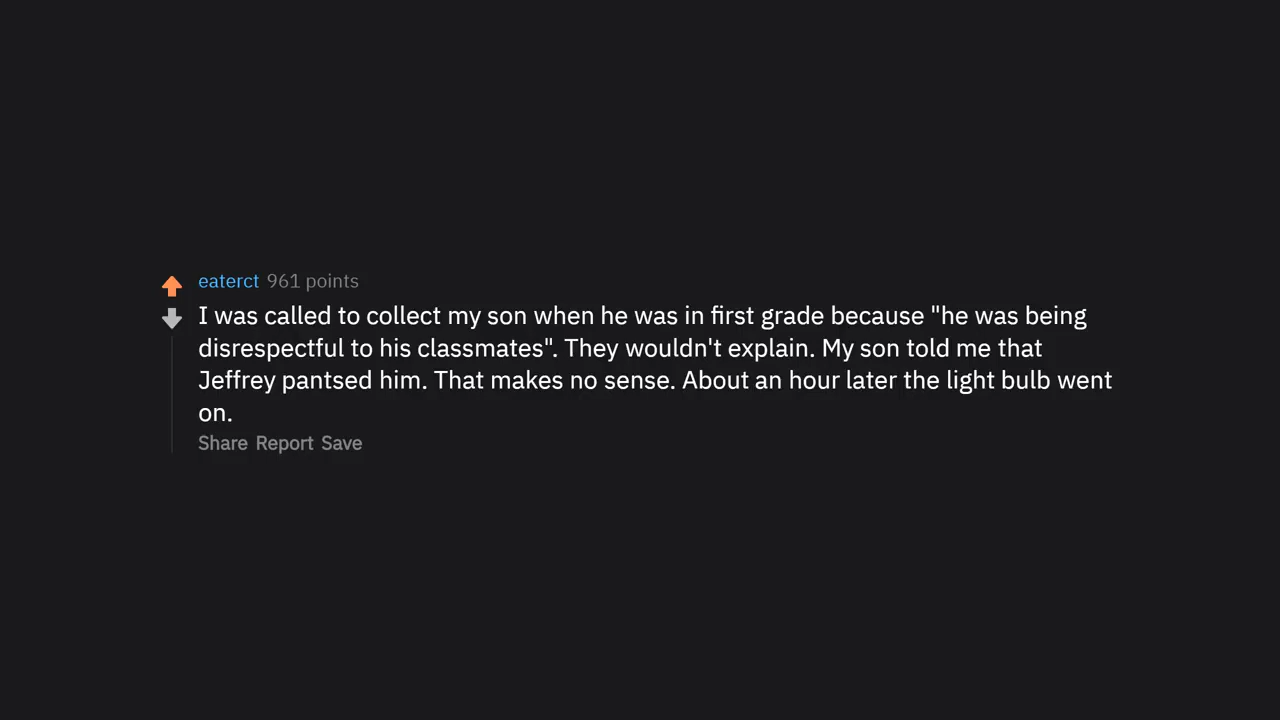 eaterct 961 points
I was called to collect my son when he was in first grade because "he was being
disrespectful to his classmates". They wouldn't explain. My son told me that
Jeffrey pantsed him. That makes no sense. About an hour later the light bulb went
on.
Share Report Save